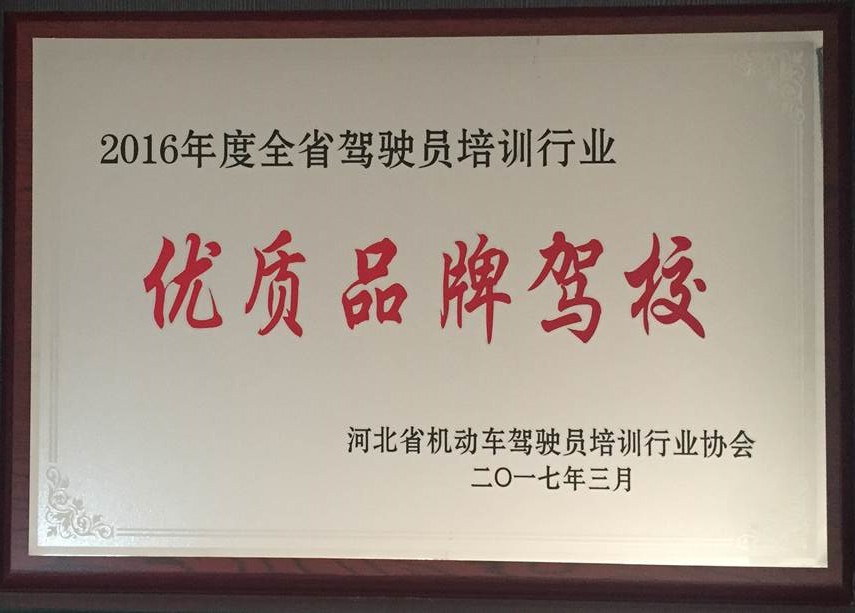 2016年度全省驾驶员培训行业
优质品牌驾校
河北省机动车驾驶员培训行业协会
二〇一七年三月